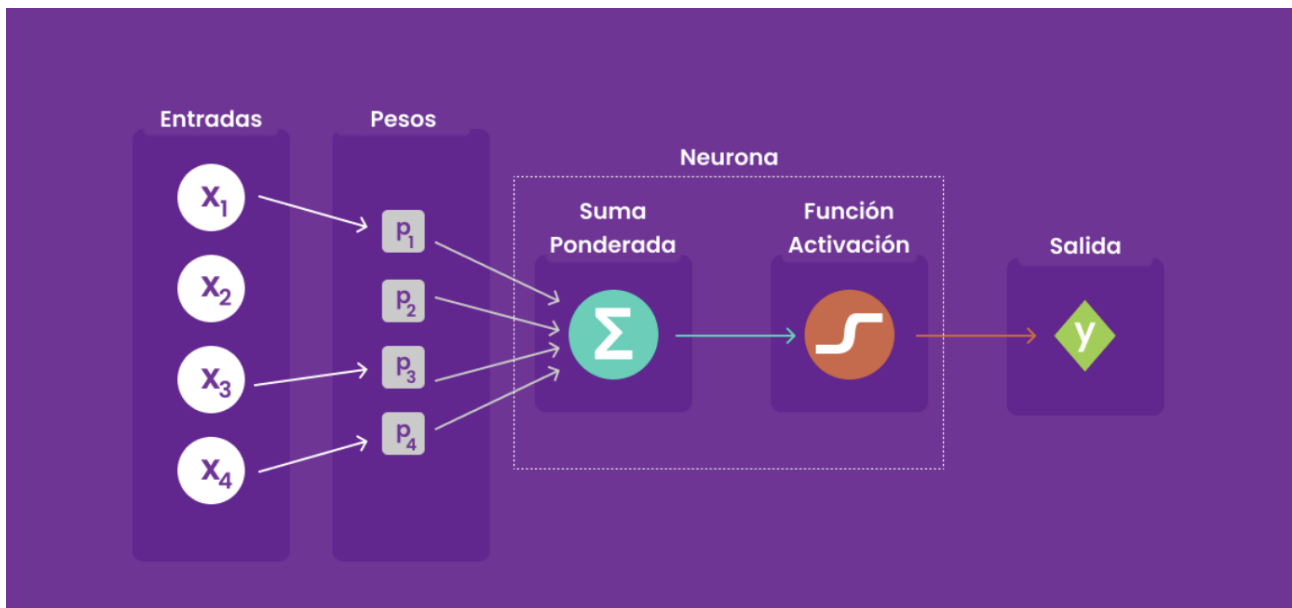 Entradas
Pesos
Neurona
Suma
Ponderada
Función
Activación
Salida
x1
x2
x3
x4
p1
p2
p3
p4
Σ
y